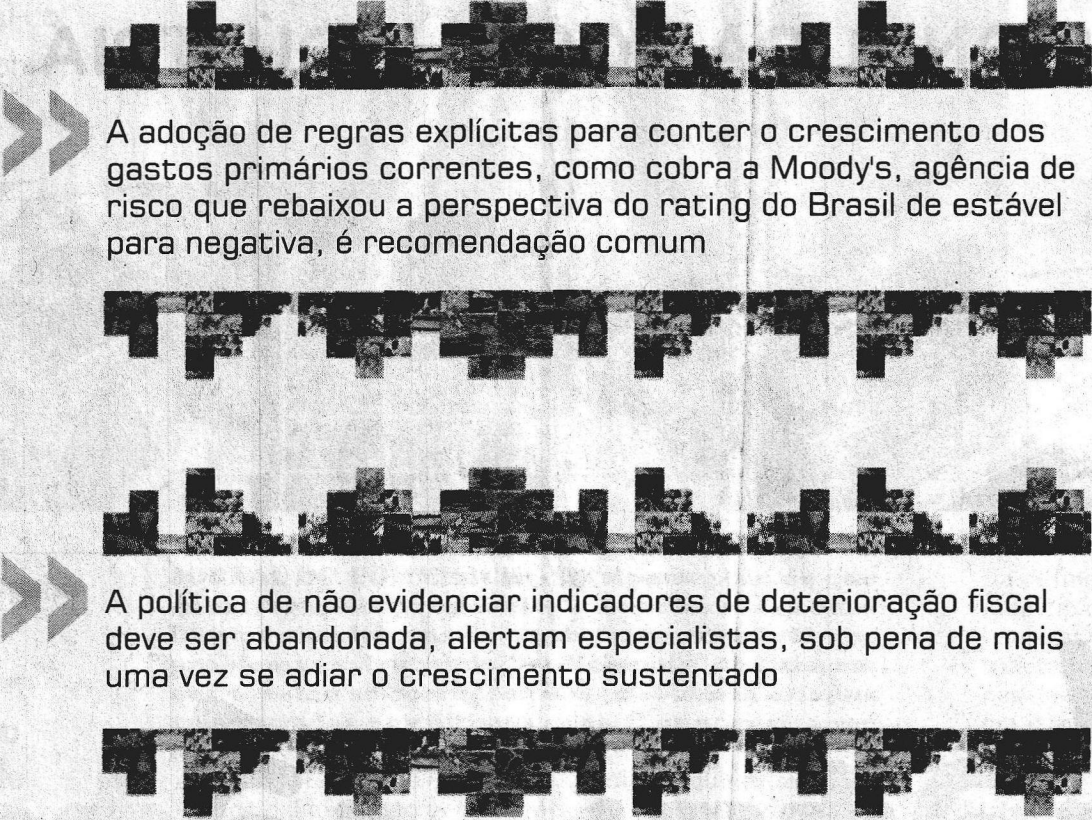 A adoção de regras explícitas para conter o crescimento dos
gastos primários correntes, como cobra a Moody's, agência de
risco que rebaixou a perspectiva do rating do Brasil de estável
para negativa, é recomendação comum
A política de não evidenciar indicadores de deterioração fiscal
deve ser abandonada, alertam especialistas, sob pena de mais
uma vez se adiar o crescimento sustentado